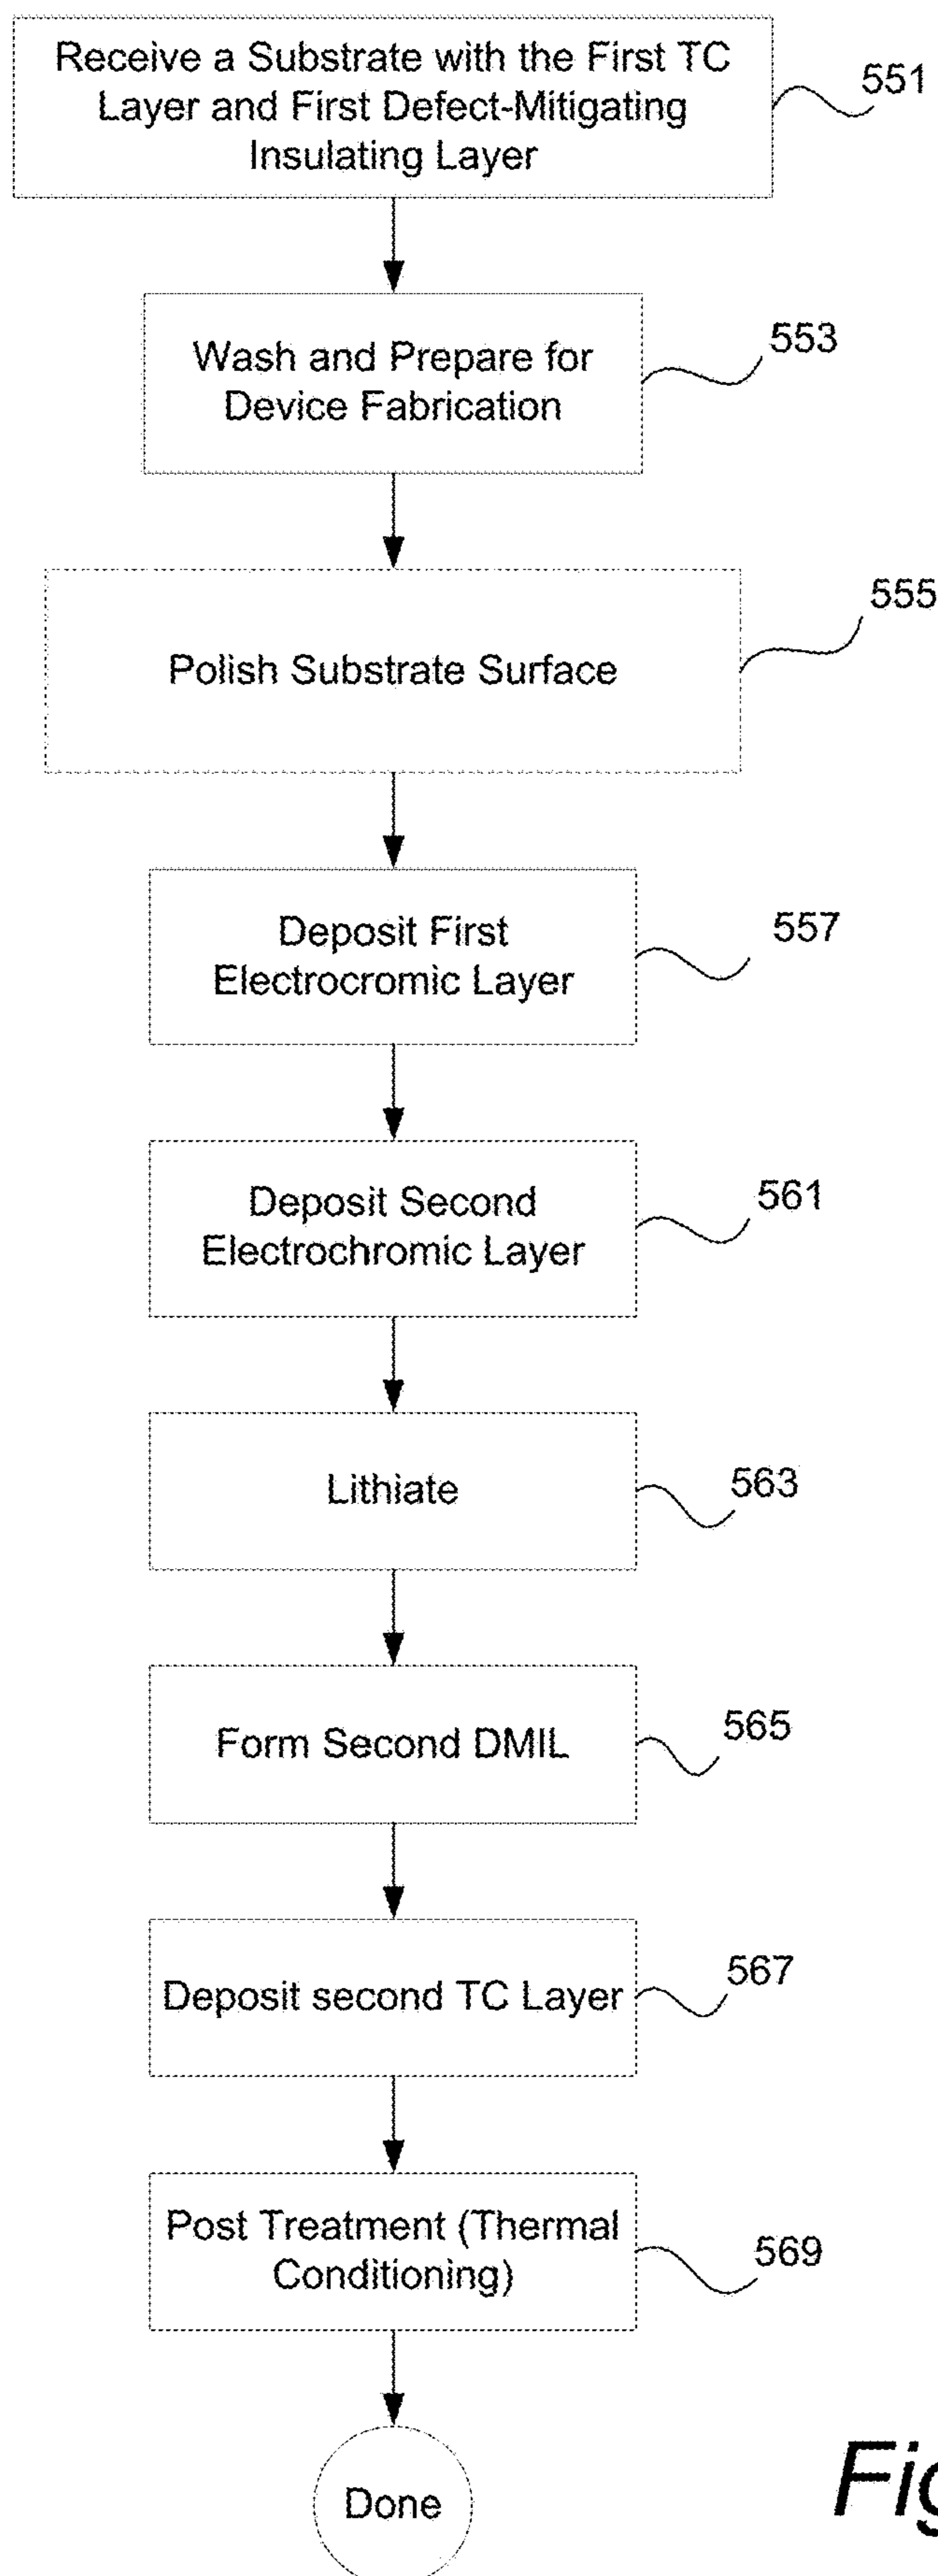 Receive a Substrate with the First TC
Layer and First Defect-Mitigating
Insulating Layer
551
Wash and Prepare for
Device Fabrication
553
Polish Substrate Surface
555
Deposit First
Electrocromic Layer
557
Deposit Second
Electrochromic Layer
561
Lithiate
563
Form Second DMIL
565
Deposit second TC Layer
567
Post Treatment (Thermal
Conditioning)
569
Done